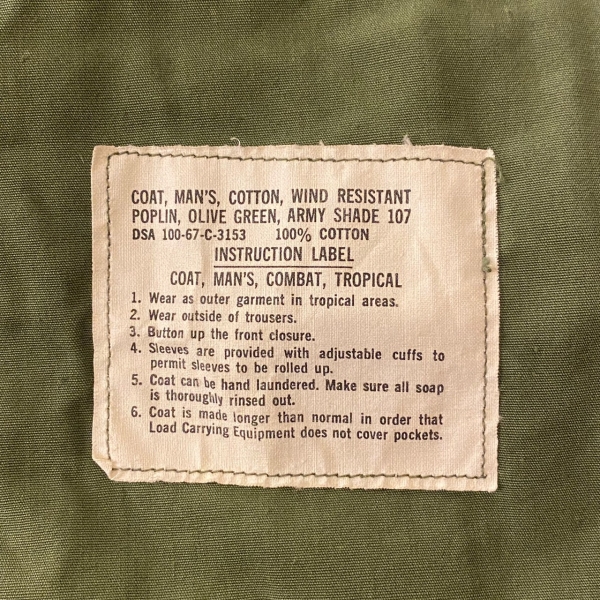 COAT, MAN'S, COTTON, WIND RESISTANT
POPLIN, OLIVE GREEN, ARMY SHADE 107
DSA 100-67-C-3153 100% COTTON
INSTRUCTION LABEL
COAT, MAN'S, COMBAT, TROPICAL
1. Wear as outer garment in tropical areas.
2. Wear outside of trousers.
3. Button up the front closure.
4. Sleeves are provided with adjustable cuffs to
permit sleeves to be rolled up.
5. Coat can be hand laundered. Make sure all soap
is thoroughly rinsed out.
6. Coat is made longer than normal in order that
Load Carrying Equipment does not cover pockets.